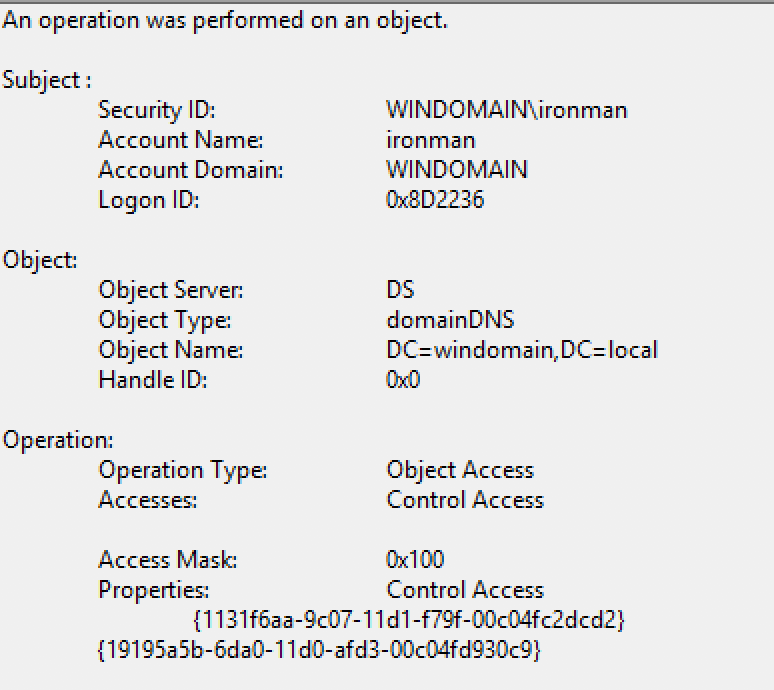 An operation was performed on an object.
Subject :
Security ID: WINDOMAIN\ironman
Account Name: ironman
Account Domain: WINDOMAIN
Logon ID: 0x8D2236
Object:
Object Server: DS
Object Type: domainDNS
Object Name: DC=windomain,DC=local
Handle ID: 0x0
Operation:
Operation Type: Object Access
Accesses: Control Access
Access Mask: 0x100
Properties: Control Access
{1131f6aa-9c07-11d1-f79f-00c04fc2dcd2}
{19195a5b-6da0-11d0-afd3-00c04fd930c9}